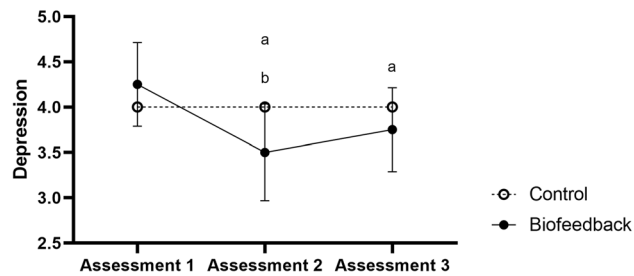 5.0
4.5
4.0
3.5
3.0
2.5
Depression
a
b
a
Assessment 1 Assessment 2 Assessment 3
Control
Biofeedback